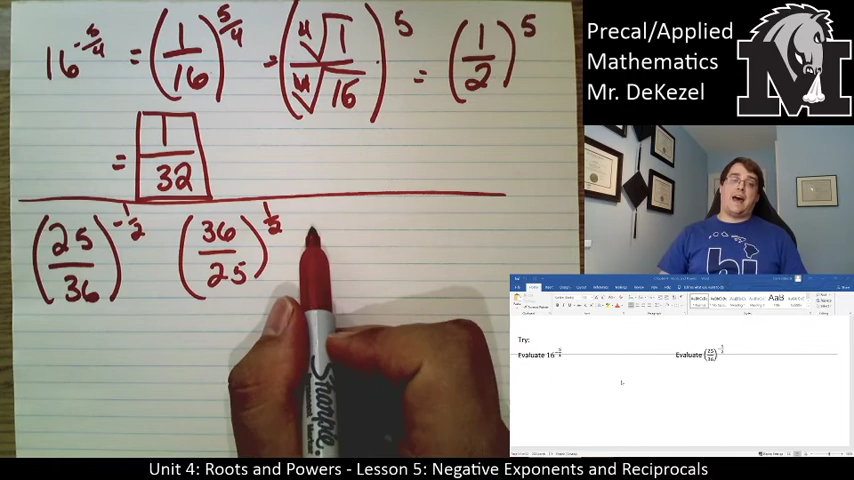 16^{-5/4} = (1/16)^{5/4} = (∜1/∜16)^5 = (1/2)^5
= 1/32
(25/36)^{-1/2} (36/25)^{1/2}
Sharpie
Precal/Applied
Mathematics
Mr. DeKezel
hi
Try:
Evaluate 16^{-5/4} Evaluate (25/36)^{-1/2}
Unit 4: Roots and Powers - Lesson 5: Negative Exponents and Reciprocals